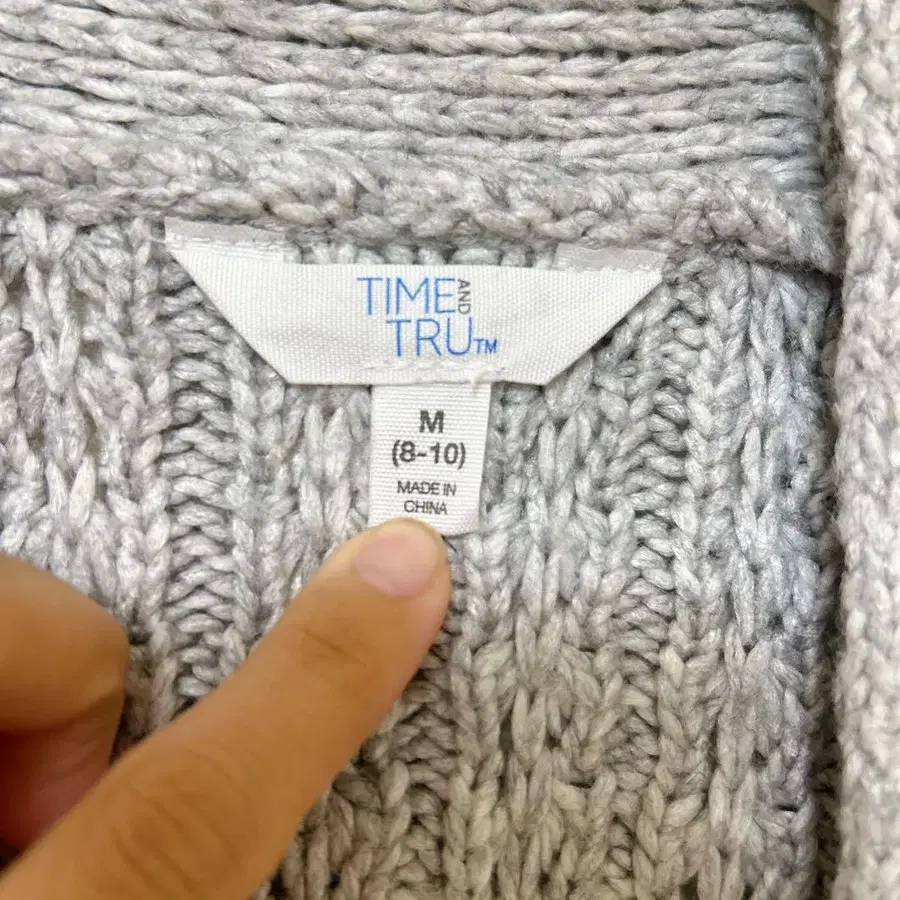 TIME AND
TRU™
M
(8-10)
MADE IN
CHINA